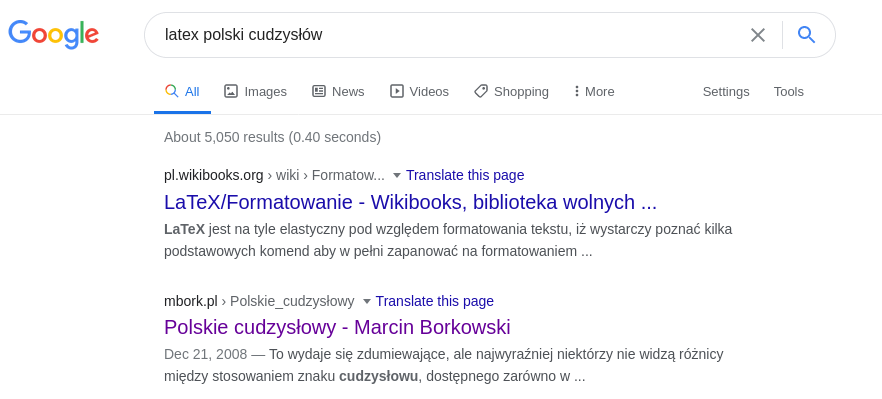 Google
latex polski cudzysłów
All Images News Videos Shopping More Settings Tools
About 5,050 results (0.40 seconds)
pl.wikibooks.org › wiki › Formatow... Translate this page
LaTeX/Formatowanie - Wikibooks, biblioteka wolnych ...
LaTeX jest na tyle elastyczny pod względem formatowania tekstu, iż wystarczy poznać kilka
podstawowych komend aby w pełni zapanować na formatowaniem ...
mbork.pl › Polskie_cudzysłowy Translate this page
Polskie cudzysłowy - Marcin Borkowski
Dec 21, 2008 — To wydaje się zdumiewające, ale najwyraźniej niektórzy nie widzą różnicy
między stosowaniem znaku cudzysłowu, dostępnego zarówno w ...